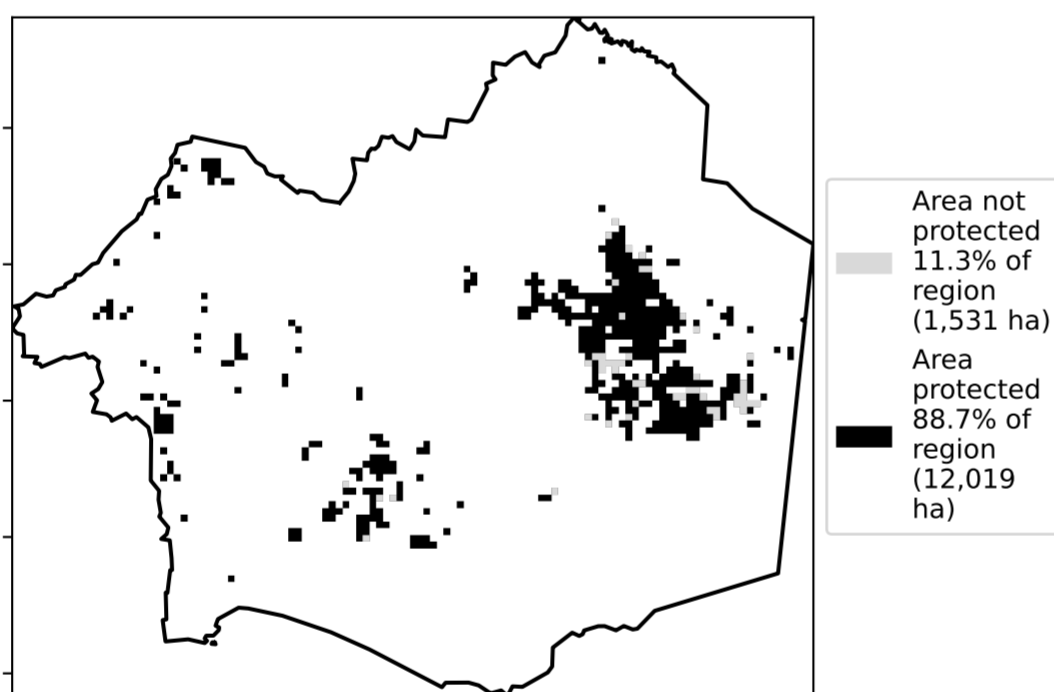 Area not
protected
11.3% of
region
(1,531 ha)
Area
protected
88.7% of
region
(12,019
ha)